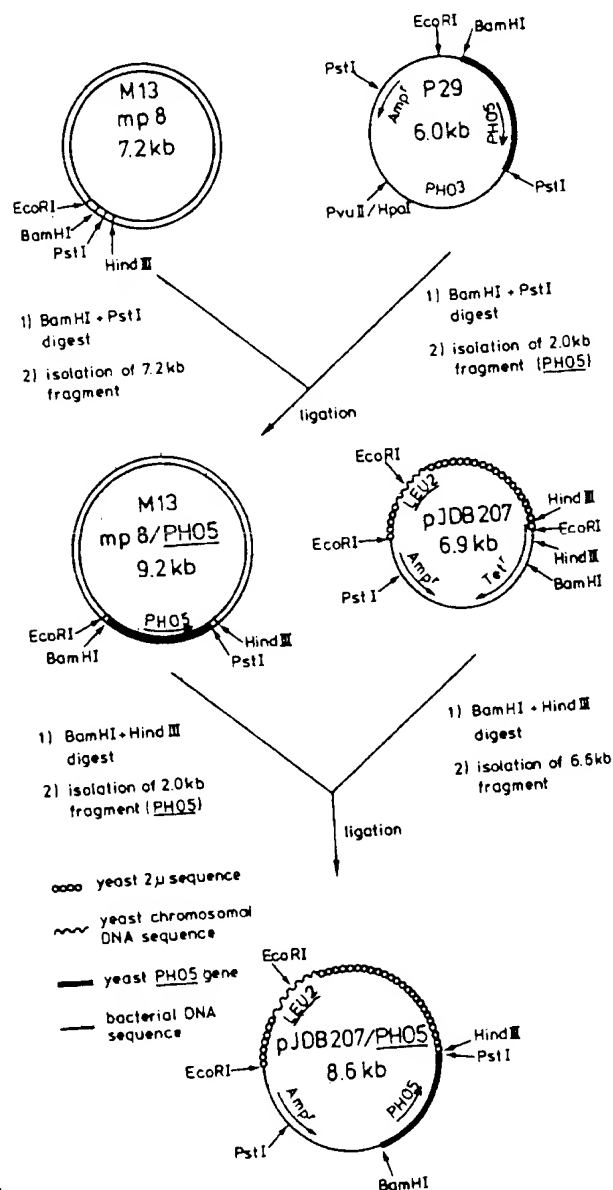 M13
mp 8
7.2kb
EcoRI
BamHI
PstI
Hind III
EcoRI
BamHI
PstI
P29
6.0kb
Ampr
PHO5
PHO3
PstI
PvuII/HpaI
1) BamHI + PstI
digest
2) isolation of 7.2kb
fragment
1) BamHI + PstI
digest
2) isolation of 2.0kb
fragment (PHO5)
ligation
M13
mp 8/PHO5
9.2kb
PHO5
EcoRI
BamHI
Hind III
PstI
EcoRI
LEU2
pJDB207
6.9kb
EcoRI
Hind III
EcoRI
Hind III
BamHI
PstI
Ampr
Tetr
1) BamHI + Hind III
digest
2) isolation of 2.0kb
fragment (PHO5)
1) BamHI + Hind III
digest
2) isolation of 6.6kb
fragment
ligation
yeast 2μ sequence
yeast chromosomal
DNA sequence
yeast PHO5 gene
bacterial DNA
sequence
EcoRI
LEU2
pJDB207/PHO5
8.6kb
EcoRI
Hind III
PstI
Ampr
PHO5
PstI
BamHI